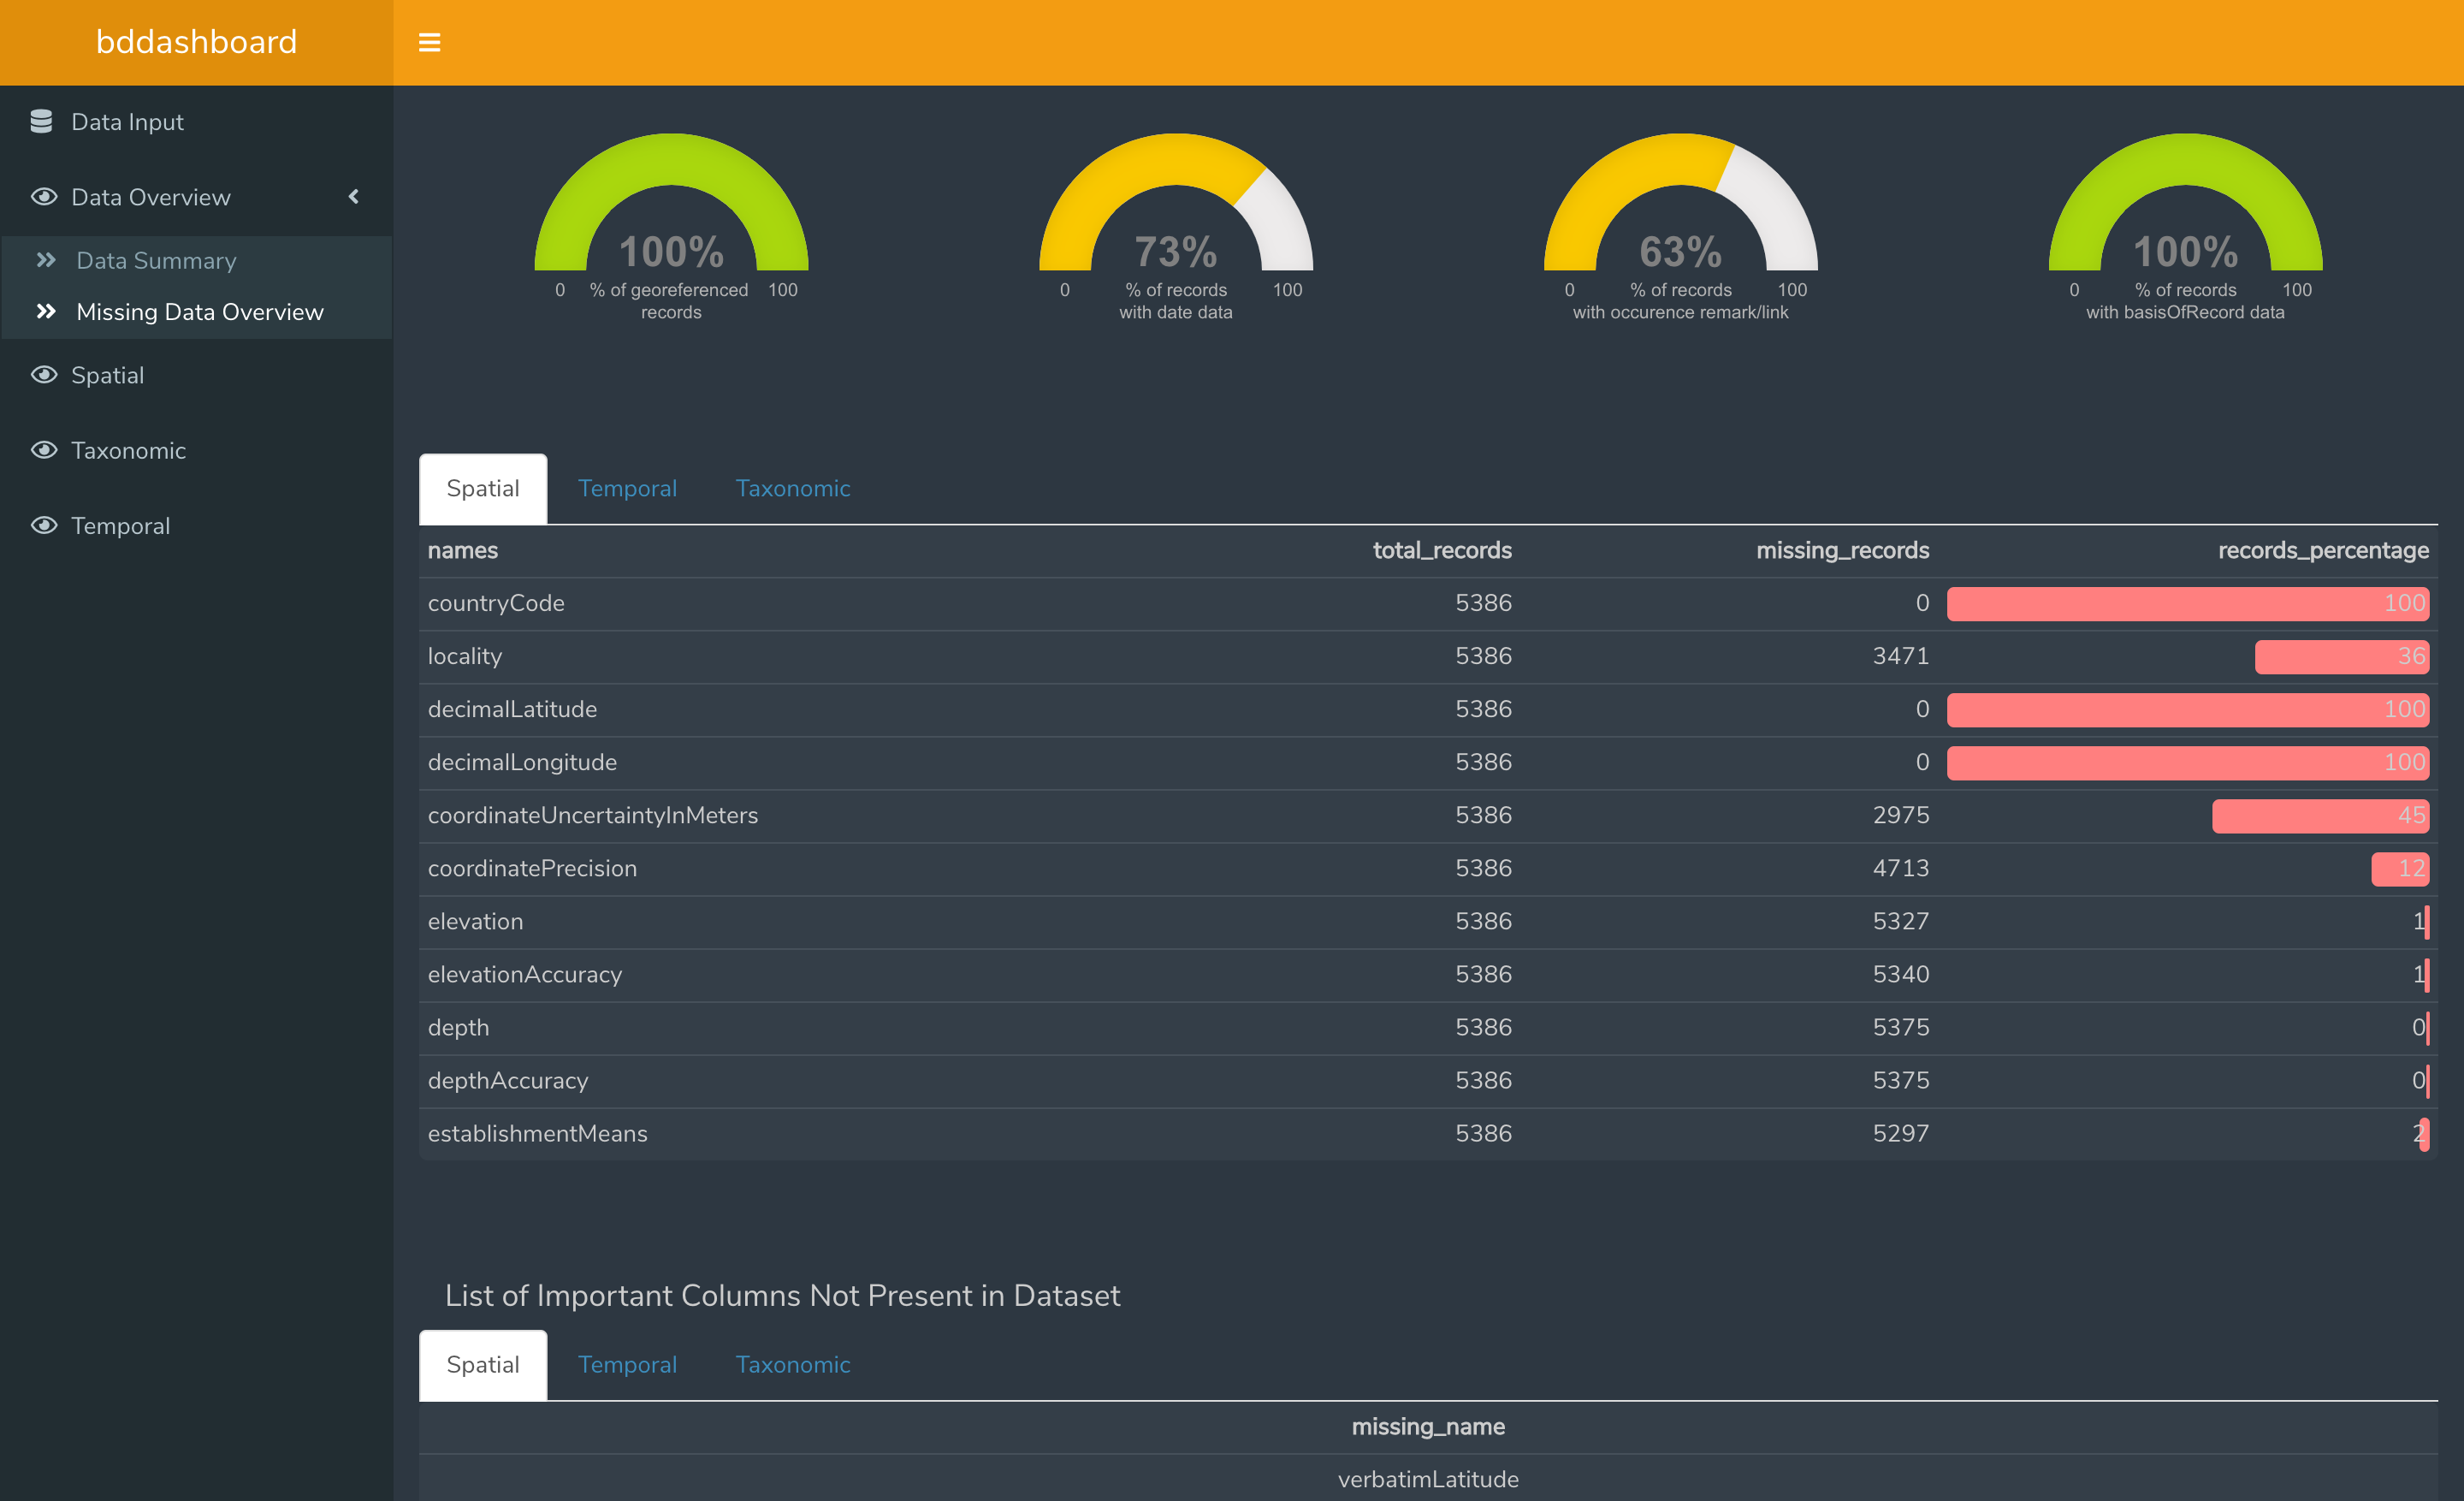 bddashboard
Data Input
Data Overview
Data Summary
Missing Data Overview
Spatial
Taxonomic
Temporal
100%
0 % of georeferenced 100
records
73%
0 % of records 100
with date data
63%
0 % of records 100
with occurence remark/link
100%
0 % of records 100
with basisOfRecord data
Spatial Temporal Taxonomic
names total_records missing_records records_percentage
countryCode 5386 0 100
locality 5386 3471 36
decimalLatitude 5386 0 100
decimalLongitude 5386 0 100
coordinateUncertaintyInMeters 5386 2975 45
coordinatePrecision 5386 4713 12
elevation 5386 5327 1
elevationAccuracy 5386 5340 1
depth 5386 5375 0
depthAccuracy 5386 5375 0
establishmentMeans 5386 5297 2
List of Important Columns Not Present in Dataset
Spatial Temporal Taxonomic
missing_name
verbatimLatitude